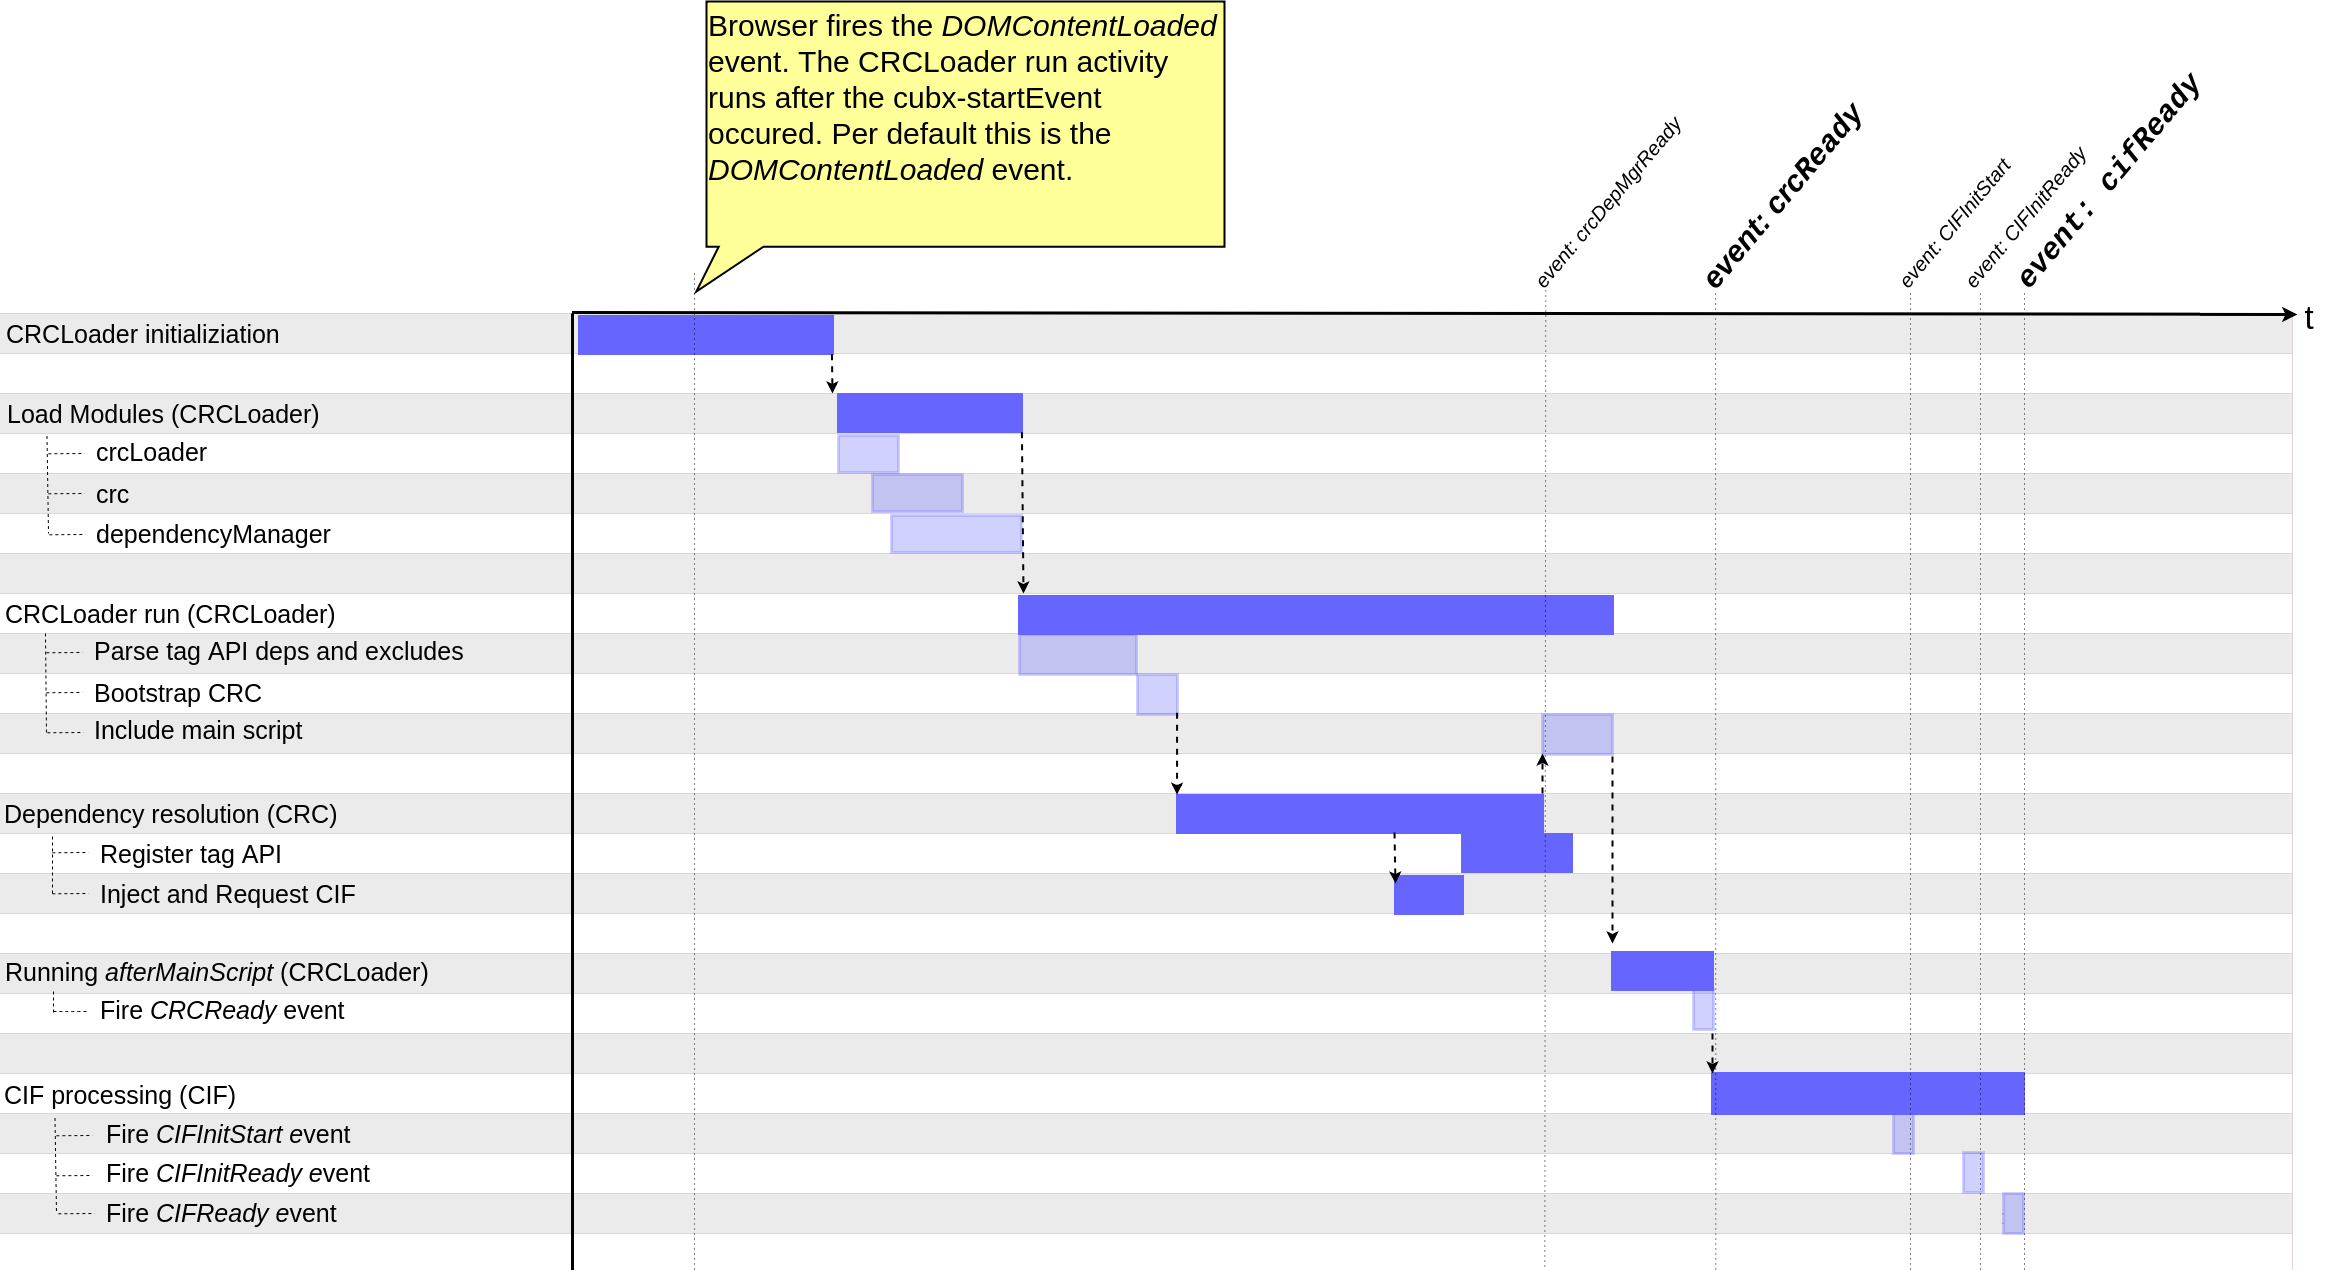 Browser fires the DOMContentLoaded
event. The CRCLoader run activity
runs after the cubx-startEvent
occured. Per default this is the
DOMContentLoaded event.
event: crcDepMgrReady
event: crcReady
event: CIFInitStart
event: CIFInitReady
event: cifReady
t
CRCLoader initializiation
Load Modules (CRCLoader)
crcLoader
crc
dependencyManager
CRCLoader run (CRCLoader)
Parse tag API deps and excludes
Bootstrap CRC
Include main script
Dependency resolution (CRC)
Register tag API
Inject and Request CIF
Running afterMainScript (CRCLoader)
Fire CRCReady event
CIF processing (CIF)
Fire CIFInitStart event
Fire CIFInitReady event
Fire CIFReady event